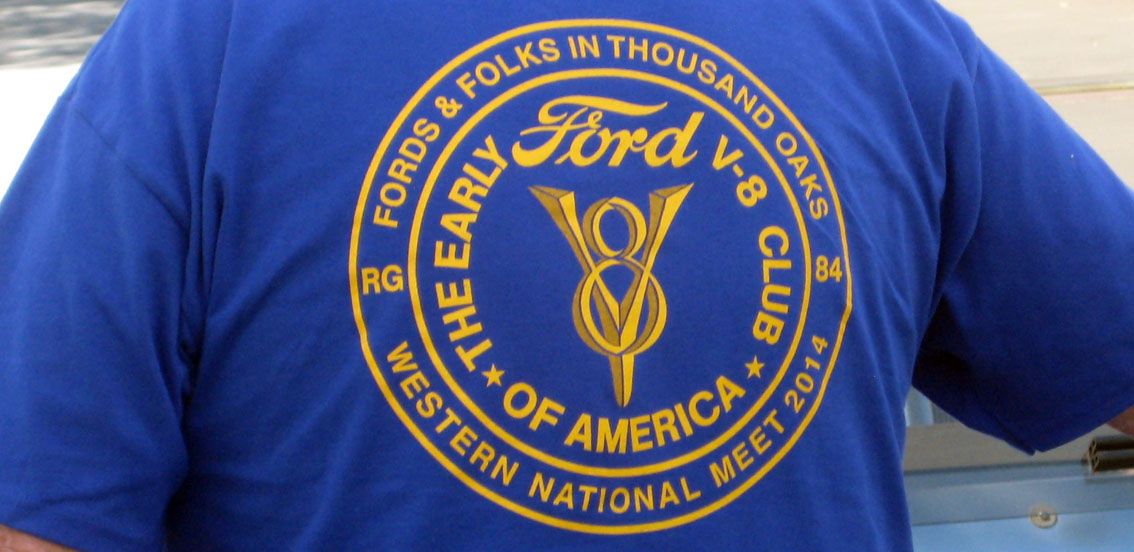 FORDS & FOLKS IN THOUSAND OAKS
THE EARLY Ford V-8 CLUB
V8
RG
84
OF AMERICA
WESTERN NATIONAL MEET 2014